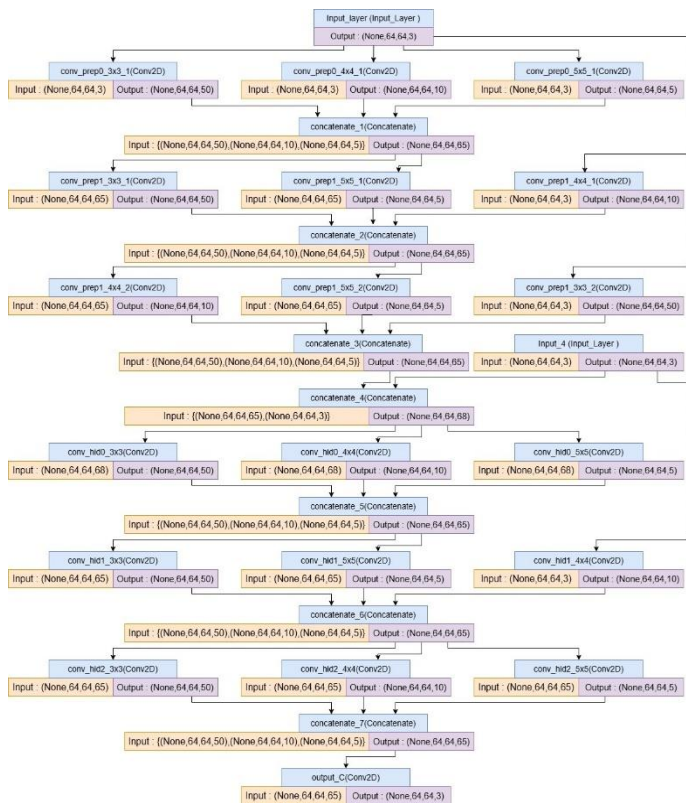 Input_layer (Input_Layer )
Output : (None,64,64,3)
conv_prep0_3x3_1(Conv2D)
Input : (None,64,64,3) Output : (None,64,64,50)
conv_prep0_4x4_1(Conv2D)
Input : (None,64,64,3) Output : (None,64,64,10)
conv_prep0_5x5_1(Conv2D)
Input : (None,64,64,3) Output : (None,64,64,5)
concatenate_1(Concatenate)
Input : {(None,64,64,50),(None,64,64,10),(None,64,64,5)} Output : (None,64,64,65)
conv_prep1_3x3_1(Conv2D)
Input : (None,64,64,65) Output : (None,64,64,50)
conv_prep1_5x5_1(Conv2D)
Input : (None,64,64,65) Output : (None,64,64,5)
conv_prep1_4x4_1(Conv2D)
Input : (None,64,64,3) Output : (None,64,64,10)
concatenate_2(Concatenate)
Input : {(None,64,64,50),(None,64,64,10),(None,64,64,5)} Output : (None,64,64,65)
conv_prep1_4x4_2(Conv2D)
Input : (None,64,64,65) Output : (None,64,64,10)
conv_prep1_5x5_2(Conv2D)
Input : (None,64,64,65) Output : (None,64,64,5)
conv_prep1_3x3_2(Conv2D)
Input : (None,64,64,3) Output : (None,64,64,50)
concatenate_3(Concatenate)
Input : {(None,64,64,50),(None,64,64,10),(None,64,64,5)} Output : (None,64,64,65)
Input_4 (Input_Layer )
Input : (None,64,64,3) Output : (None,64,64,3)
concatenate_4(Concatenate)
Input : {(None,64,64,65),(None,64,64,3)} Output : (None,64,64,68)
conv_hid0_3x3(Conv2D)
Input : (None,64,64,68) Output : (None,64,64,50)
conv_hid0_4x4(Conv2D)
Input : (None,64,64,68) Output : (None,64,64,10)
conv_hid0_5x5(Conv2D)
Input : (None,64,64,68) Output : (None,64,64,5)
concatenate_5(Concatenate)
Input : {(None,64,64,50),(None,64,64,10),(None,64,64,5)} Output : (None,64,64,65)
conv_hid1_3x3(Conv2D)
Input : (None,64,64,65) Output : (None,64,64,50)
conv_hid1_5x5(Conv2D)
Input : (None,64,64,65) Output : (None,64,64,5)
conv_hid1_4x4(Conv2D)
Input : (None,64,64,3) Output : (None,64,64,10)
concatenate_6(Concatenate)
Input : {(None,64,64,50),(None,64,64,10),(None,64,64,5)} Output : (None,64,64,65)
conv_hid2_3x3(Conv2D)
Input : (None,64,64,65) Output : (None,64,64,50)
conv_hid2_4x4(Conv2D)
Input : (None,64,64,65) Output : (None,64,64,10)
conv_hid2_5x5(Conv2D)
Input : (None,64,64,65) Output : (None,64,64,5)
concatenate_7(Concatenate)
Input : {(None,64,64,50),(None,64,64,10),(None,64,64,5)} Output : (None,64,64,65)
output_C(Conv2D)
Input : (None,64,64,65) Output : (None,64,64,3)